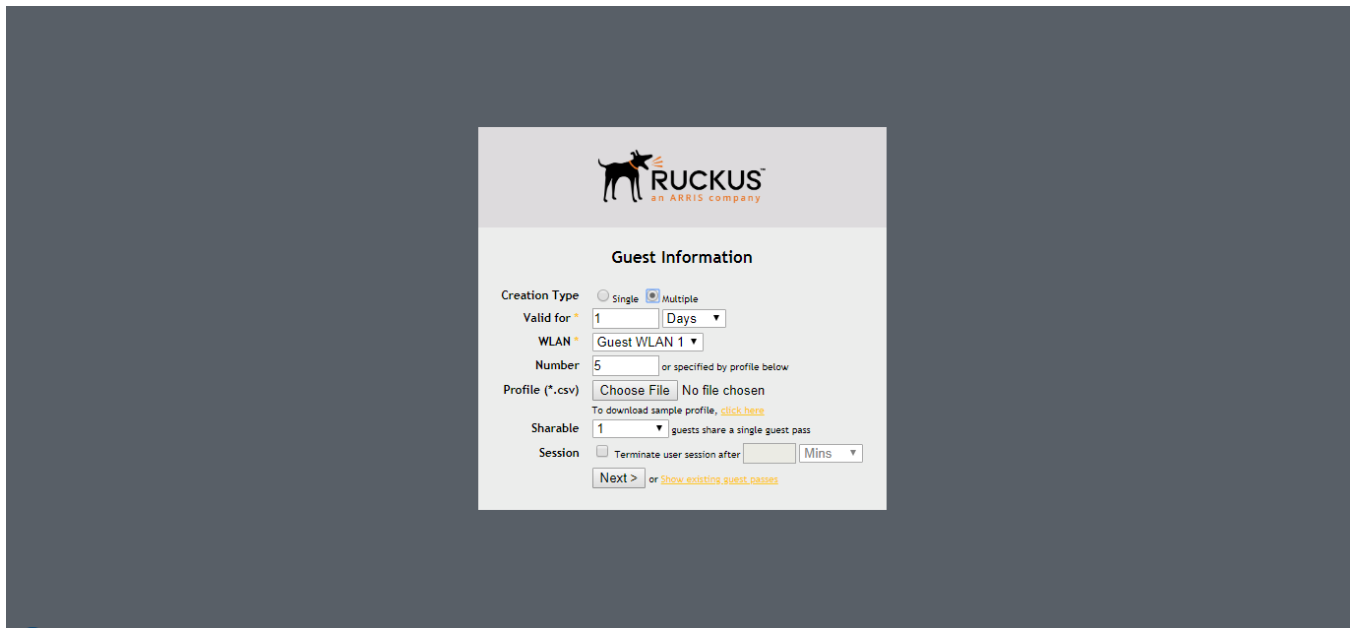 RUCKUS™
an ARRIS company
Guest Information
Creation Type Single Multiple
Valid for * 1 Days
WLAN * Guest WLAN 1
Number 5 or specified by profile below
Profile (*.csv) Choose File No file chosen
To download sample profile, click here
Sharable 1 guests share a single guest pass
Session Terminate user session after Mins
Next > or Show existing guest passes